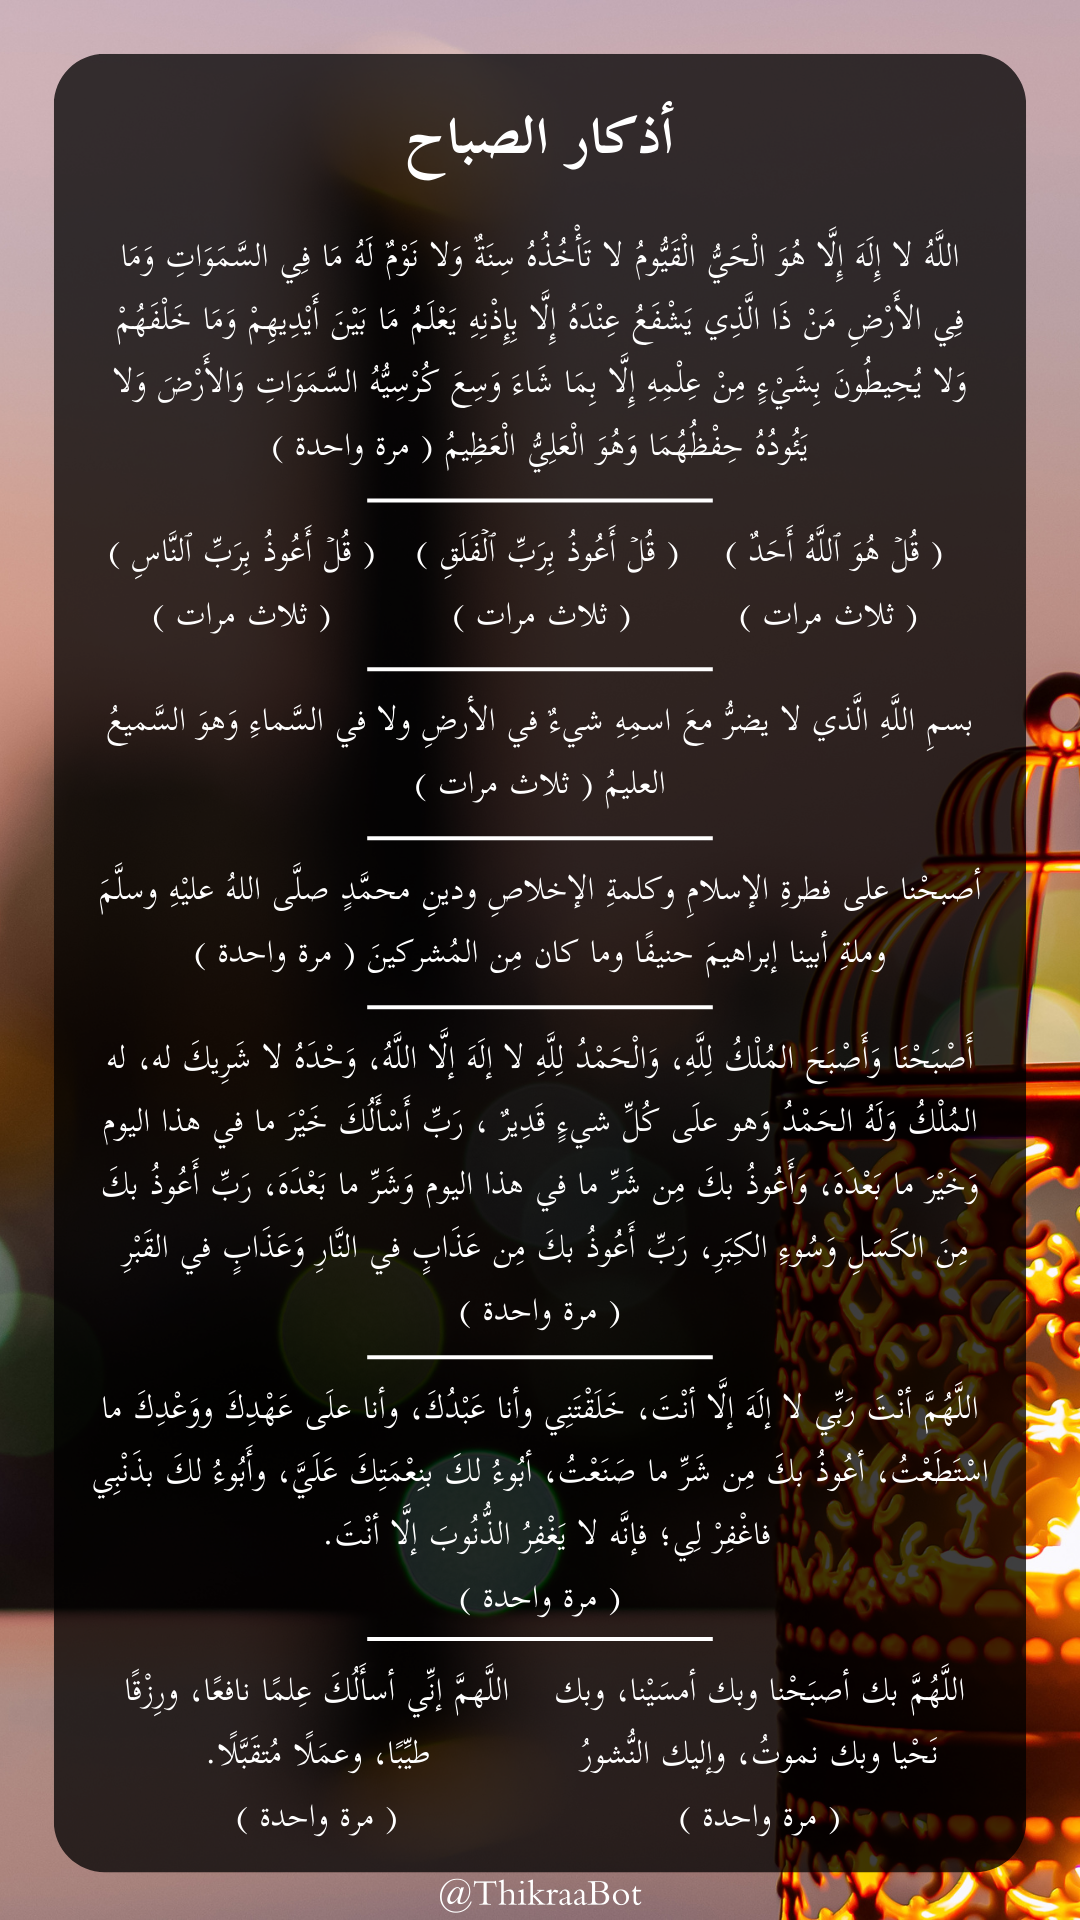 أذكار الصباح
اللَّهُ لا إِلَهَ إِلَّا هُوَ الْحَيُّ الْقَيُّومُ لا تَأْخُذُهُ سِنَةٌ وَلا نَوْمٌ لَهُ مَا فِي السَّمَوَاتِ وَمَا
فِي الأَرْضِ مَنْ ذَا الَّذِي يَشْفَعُ عِنْدَهُ إِلَّا بِإِذْنِهِ يَعْلَمُ مَا بَيْنَ أَيْدِيهِمْ وَمَا خَلْفَهُمْ
وَلا يُحِيطُونَ بِشَيْءٍ مِنْ عِلْمِهِ إِلَّا بِمَا شَاءَ وَسِعَ كُرْسِيُّهُ السَّمَوَاتِ وَالأَرْضَ وَلا
يَئُودُهُ حِفْظُهُمَا وَهُوَ الْعَلِيُّ الْعَظِيمُ ( مرة واحدة )
( قُلۡ هُوَ ٱللَّهُ أَحَدٌ )
( ثلاث مرات )
( قُلۡ أَعُوذُ بِرَبِّ ٱلۡفَلَقِ )
( ثلاث مرات )
( قُلۡ أَعُوذُ بِرَبِّ ٱلنَّاسِ )
( ثلاث مرات )
بسمِ اللَّهِ الَّذي لا يضرُّ معَ اسمِهِ شيءٌ في الأرضِ ولا في السَّماءِ وَهوَ السَّميعُ
العليمُ ( ثلاث مرات )
أصبحْنا على فطرةِ الإسلامِ وكلمةِ الإخلاصِ ودينِ محمَّدٍ صلَّى اللهُ عليْهِ وسلَّمَ
وملةِ أبينا إبراهيمَ حنيفًا وما كان مِن المُشركينَ ( مرة واحدة )
أَصْبَحْنَا وَأَصْبَحَ المُلْكُ لِلَّهِ، وَالْحَمْدُ لِلَّهِ لا إلَهَ إلَّا اللَّهُ، وَحْدَهُ لا شَرِيكَ له، له
المُلْكُ وَلَهُ الحَمْدُ وَهو علَى كُلِّ شيءٍ قَدِيرٌ ، رَبِّ أَسْأَلُكَ خَيْرَ ما في هذا اليوم
وَخَيْرَ ما بَعْدَهَ، وَأَعُوذُ بكَ مِن شَرِّ ما في هذا اليوم وَشَرِّ ما بَعْدَهَ، رَبِّ أَعُوذُ بكَ
مِنَ الكَسَلِ وَسُوءِ الكِبَرِ، رَبِّ أَعُوذُ بكَ مِن عَذَابٍ في النَّارِ وَعَذَابٍ في القَبْرِ
( مرة واحدة )
اللَّهُمَّ أنْتَ رَبِّي لا إلَهَ إلَّا أنْتَ، خَلَقْتَنِي وأنا عَبْدُكَ، وأنا علَى عَهْدِكَ ووَعْدِكَ ما
اسْتَطَعْتُ، أعُوذُ بكَ مِن شَرِّ ما صَنَعْتُ، أبُوءُ لكَ بنِعْمَتِكَ عَلَيَّ، وأَبُوءُ لكَ بذَنْبِي
فاغْفِرْ لِي؛ فإنَّه لا يَغْفِرُ الذُّنُوبَ إلَّا أنْتَ.
( مرة واحدة )
اللَّهُمَّ بك أصبَحْنا وبك أمسَيْنا، وبك
نَحْيا وبك نموتُ، وإليك النُّشورُ
( مرة واحدة )
اللَّهمَّ إنِّي أسأَلُكَ عِلمًا نافعًا، ورِزْقًا
طيِّبًا، وعمَلًا مُتقَبَّلًا.
( مرة واحدة )
@ThikraaBot